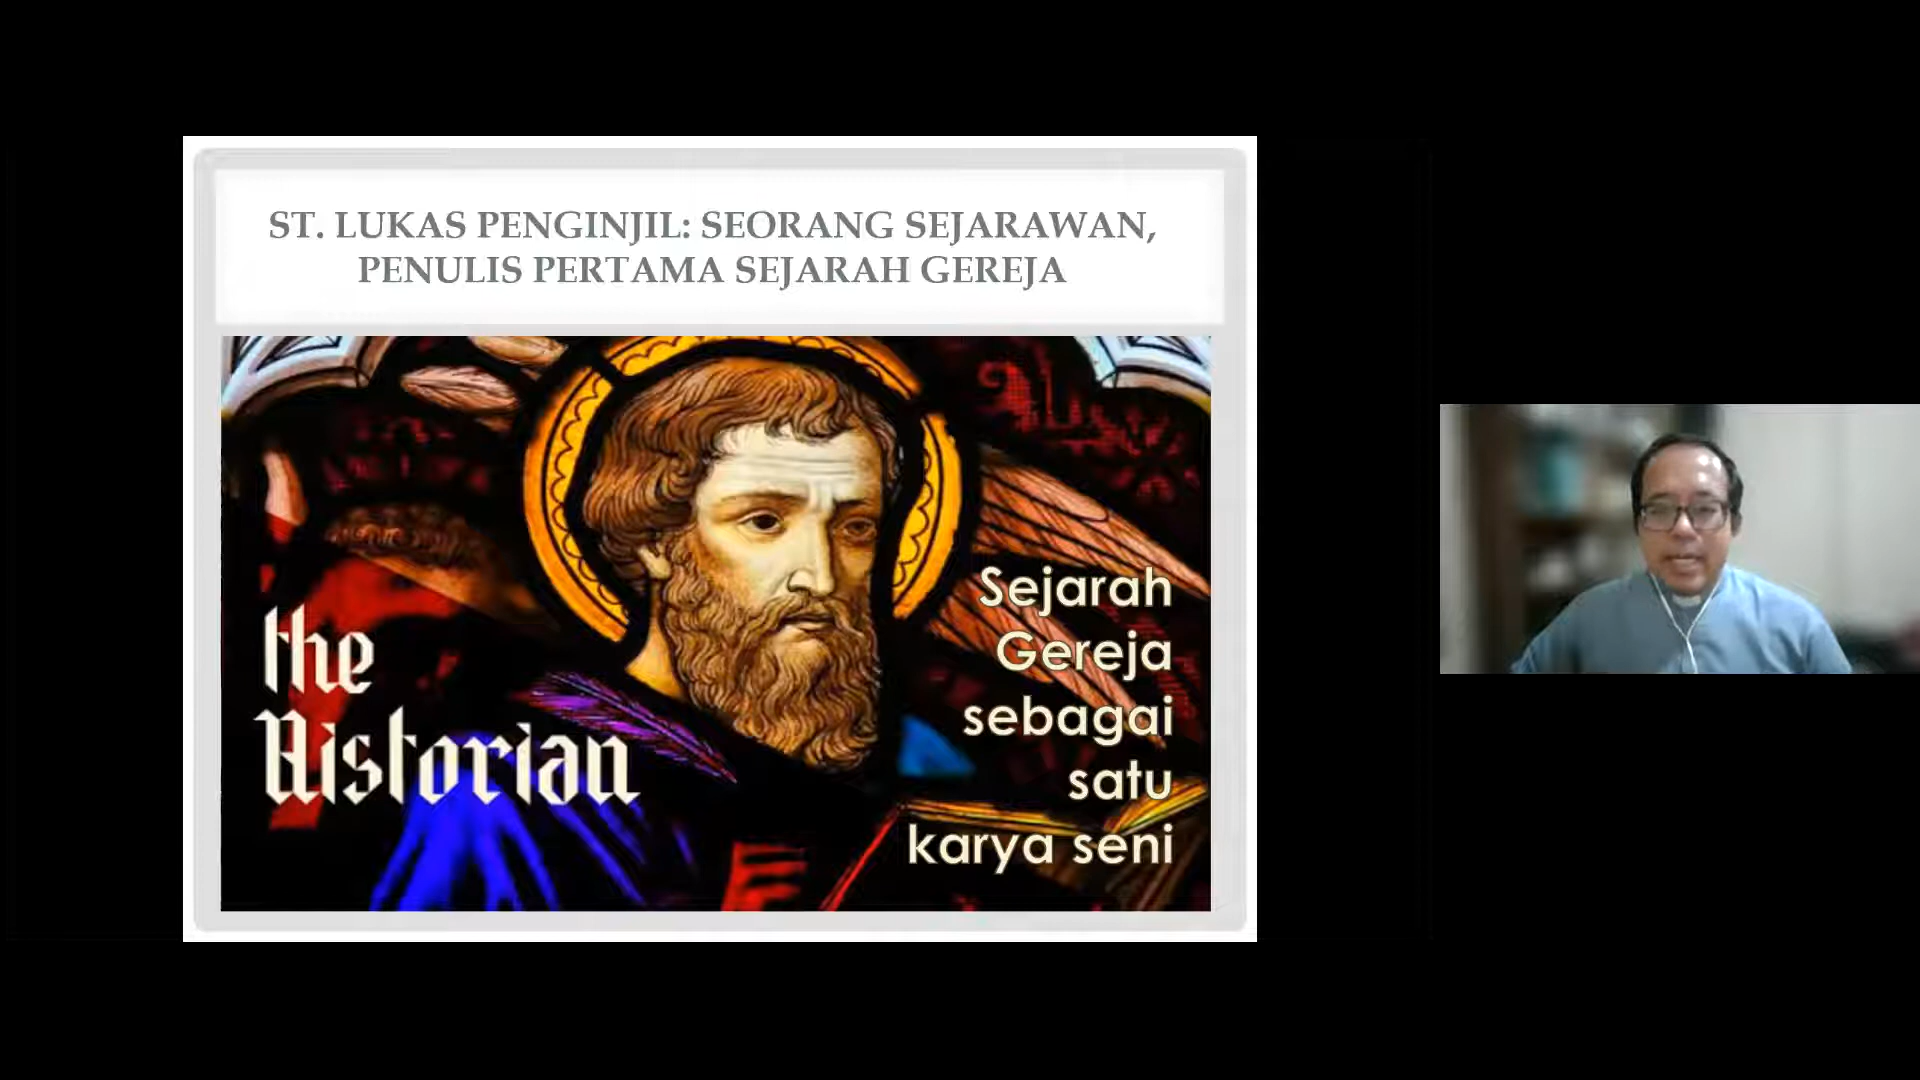 ST. LUKAS PENGINJIL: SEORANG SEJARAWAN,
PENULIS PERTAMA SEJARAH GEREJA
the
Historian
Sejarah
Gereja
sebagai
satu
karya seni